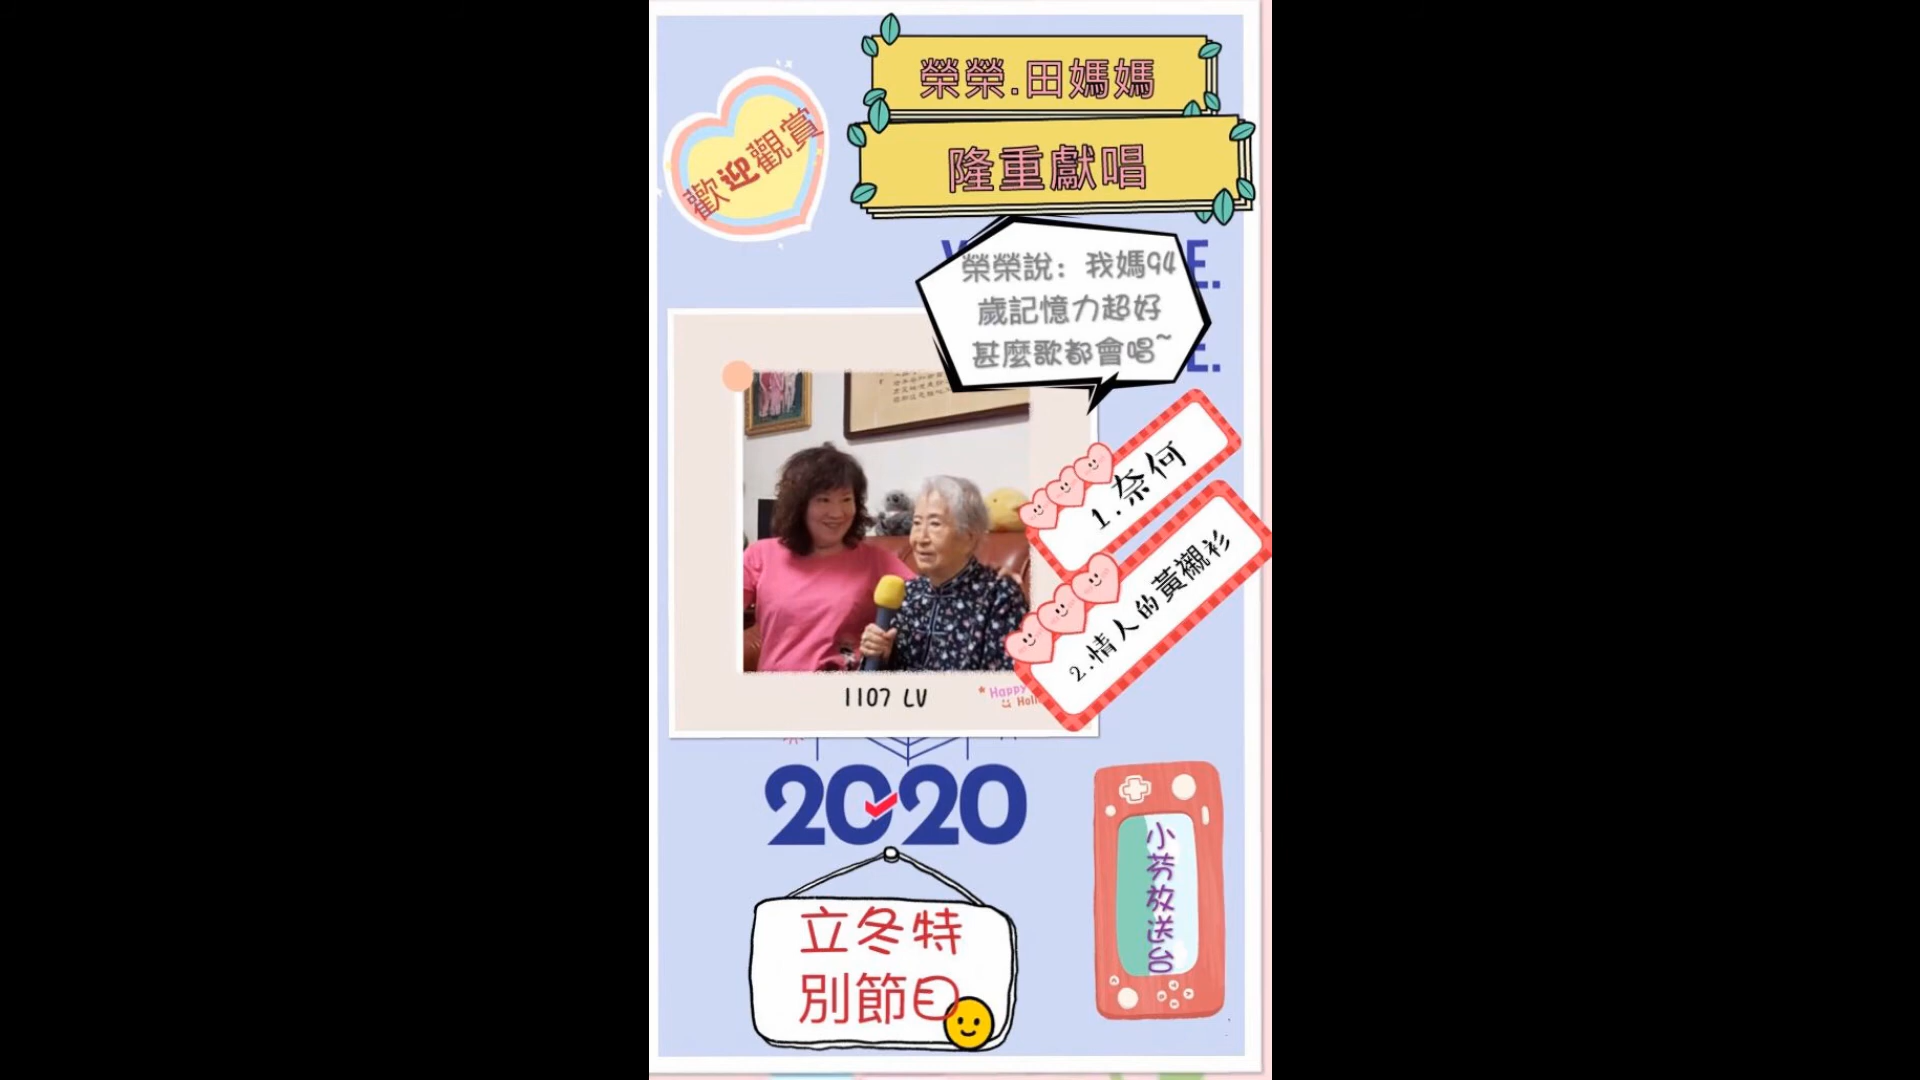 榮榮.田媽媽
隆重獻唱
歡迎觀賞
榮榮說：我媽94
歲記憶力超好
甚麼歌都會唱~
E.
E.
1.奈何
2.情人的黃襯衫
1107 LV
Happy
2020
立冬特
別節目
小芬放送台